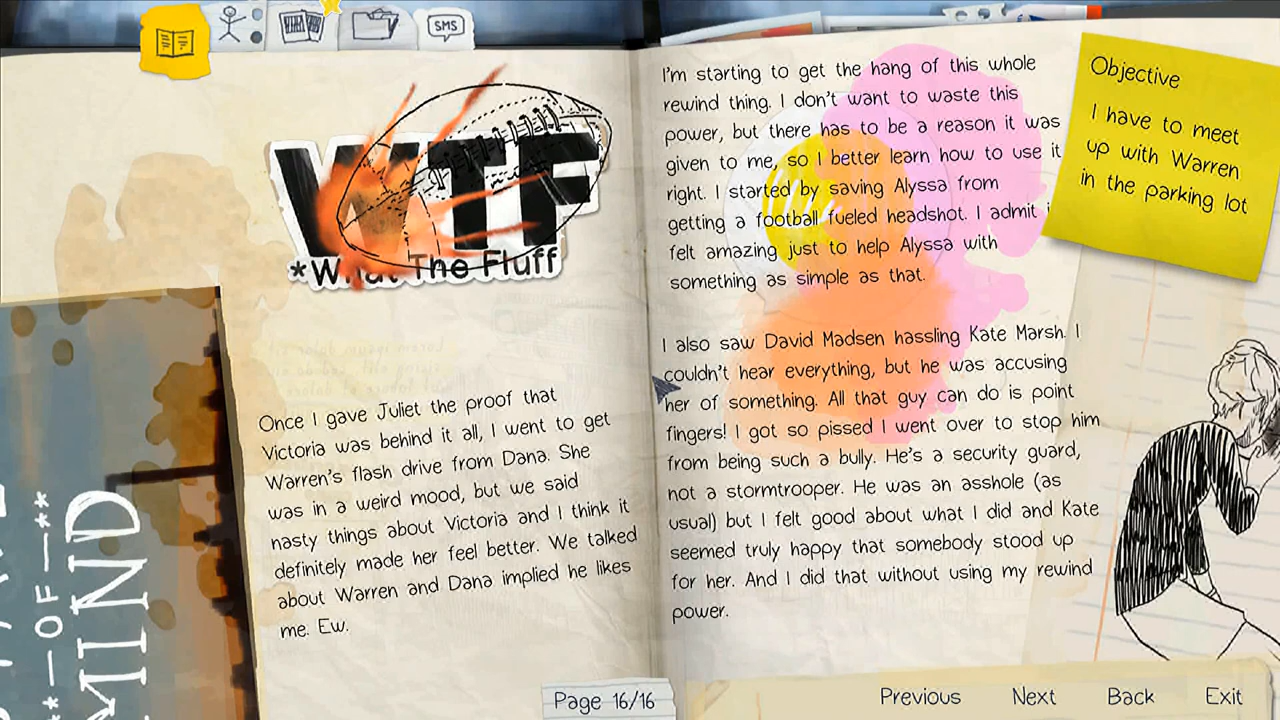 SMS
WTF
*What The Fluff
Once I gave Juliet the proof that
Victoria was behind it all, I went to get
Warren's flash drive from Dana. She
was in a weird mood, but we said
nasty things about Victoria and I think it
definitely made her feel better. We talked
about Warren and Dana implied he likes
me. Ew.
OF
MIND
I'm starting to get the hang of this whole
rewind thing. I don't want to waste this
power, but there has to be a reason it was
given to me, so I better learn how to use it
right. I started by saving Alyssa from
getting a football fueled headshot. I admit
felt amazing just to help Alyssa with
something as simple as that.
I also saw David Madsen hassling Kate Marsh. I
couldn't hear everything, but he was accusing
her of something. All that guy can do is point
fingers! I got so pissed I went over to stop him
from being such a bully. He's a security guard,
not a stormtrooper. He was an asshole (as
usual) but I felt good about what I did and Kate
seemed truly happy that somebody stood up
for her. And I did that without using my rewind
power.
Objective
I have to meet
up with Warren
in the parking lot
Page 16/16
Previous Next Back Exit